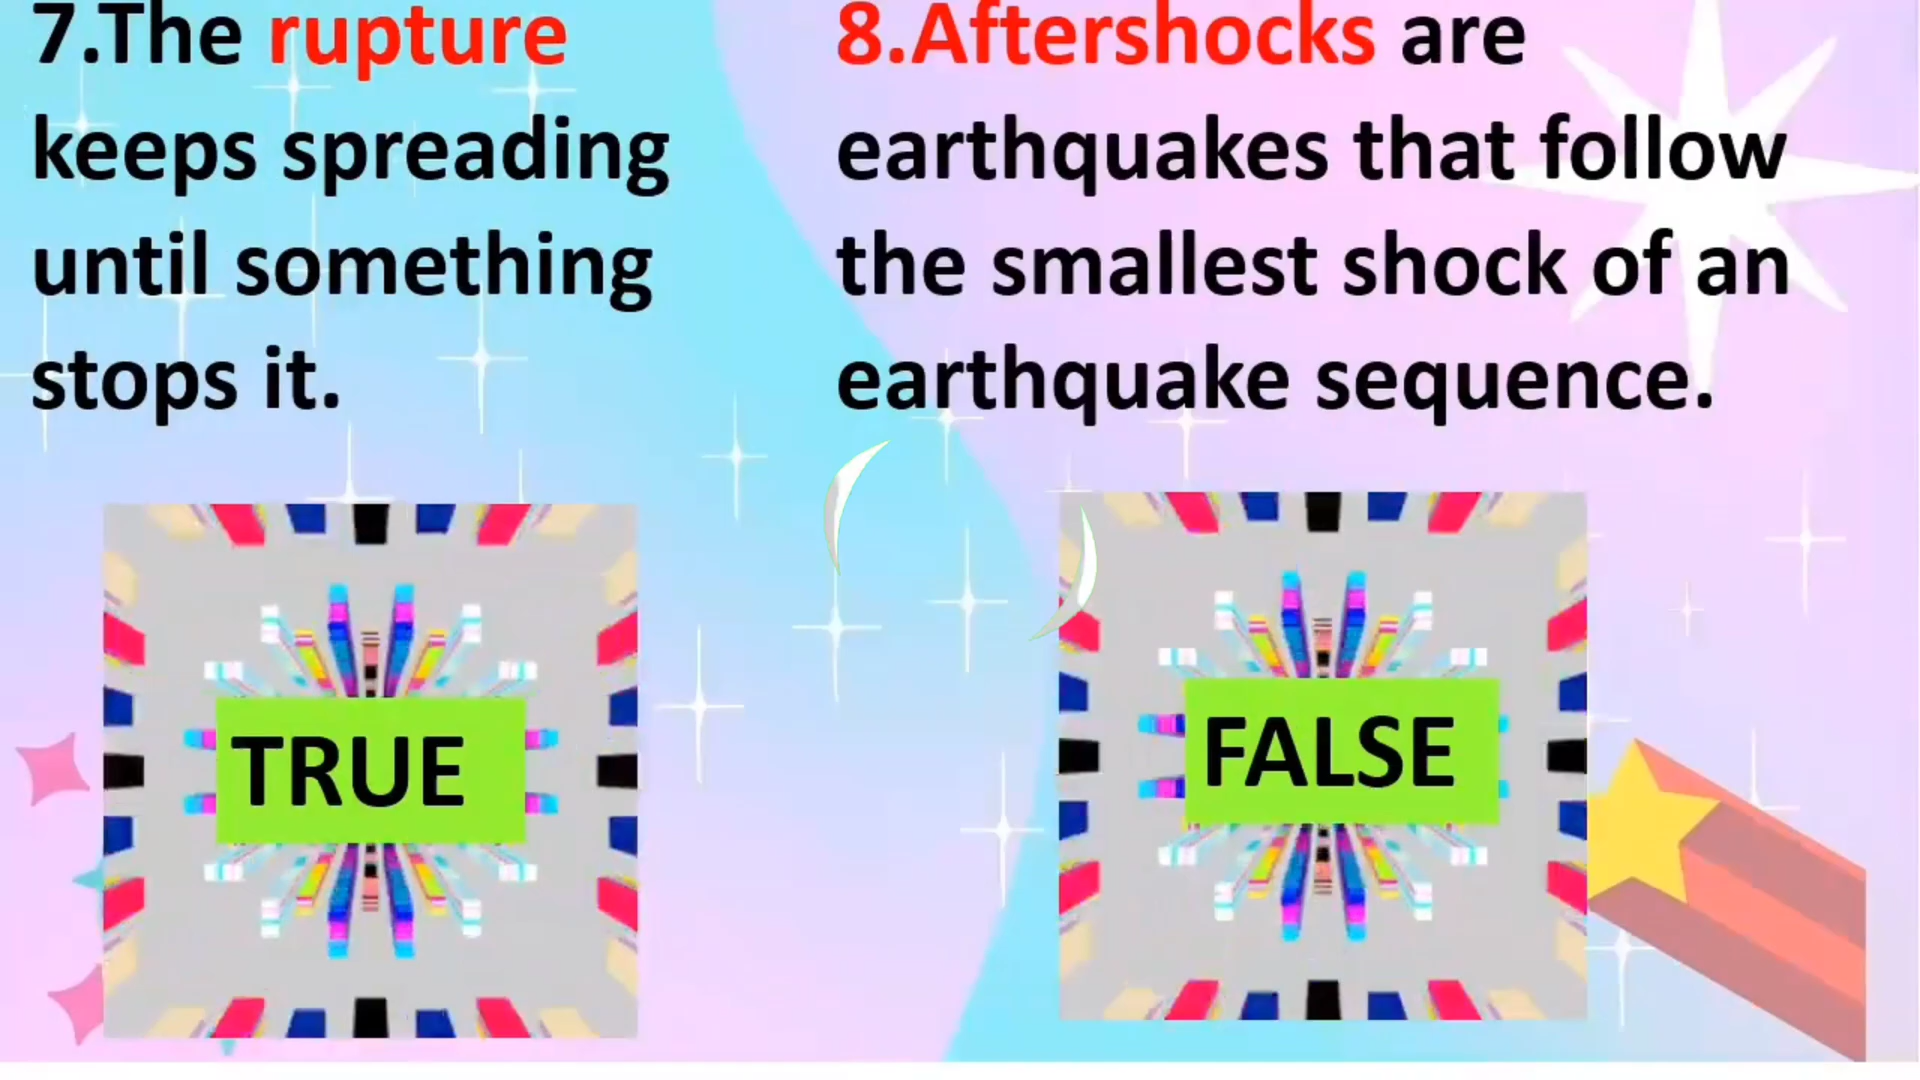 7.The rupture
keeps spreading
until something
stops it.
TRUE
8.Aftershocks are
earthquakes that follow
the smallest shock of an
earthquake sequence.
FALSE